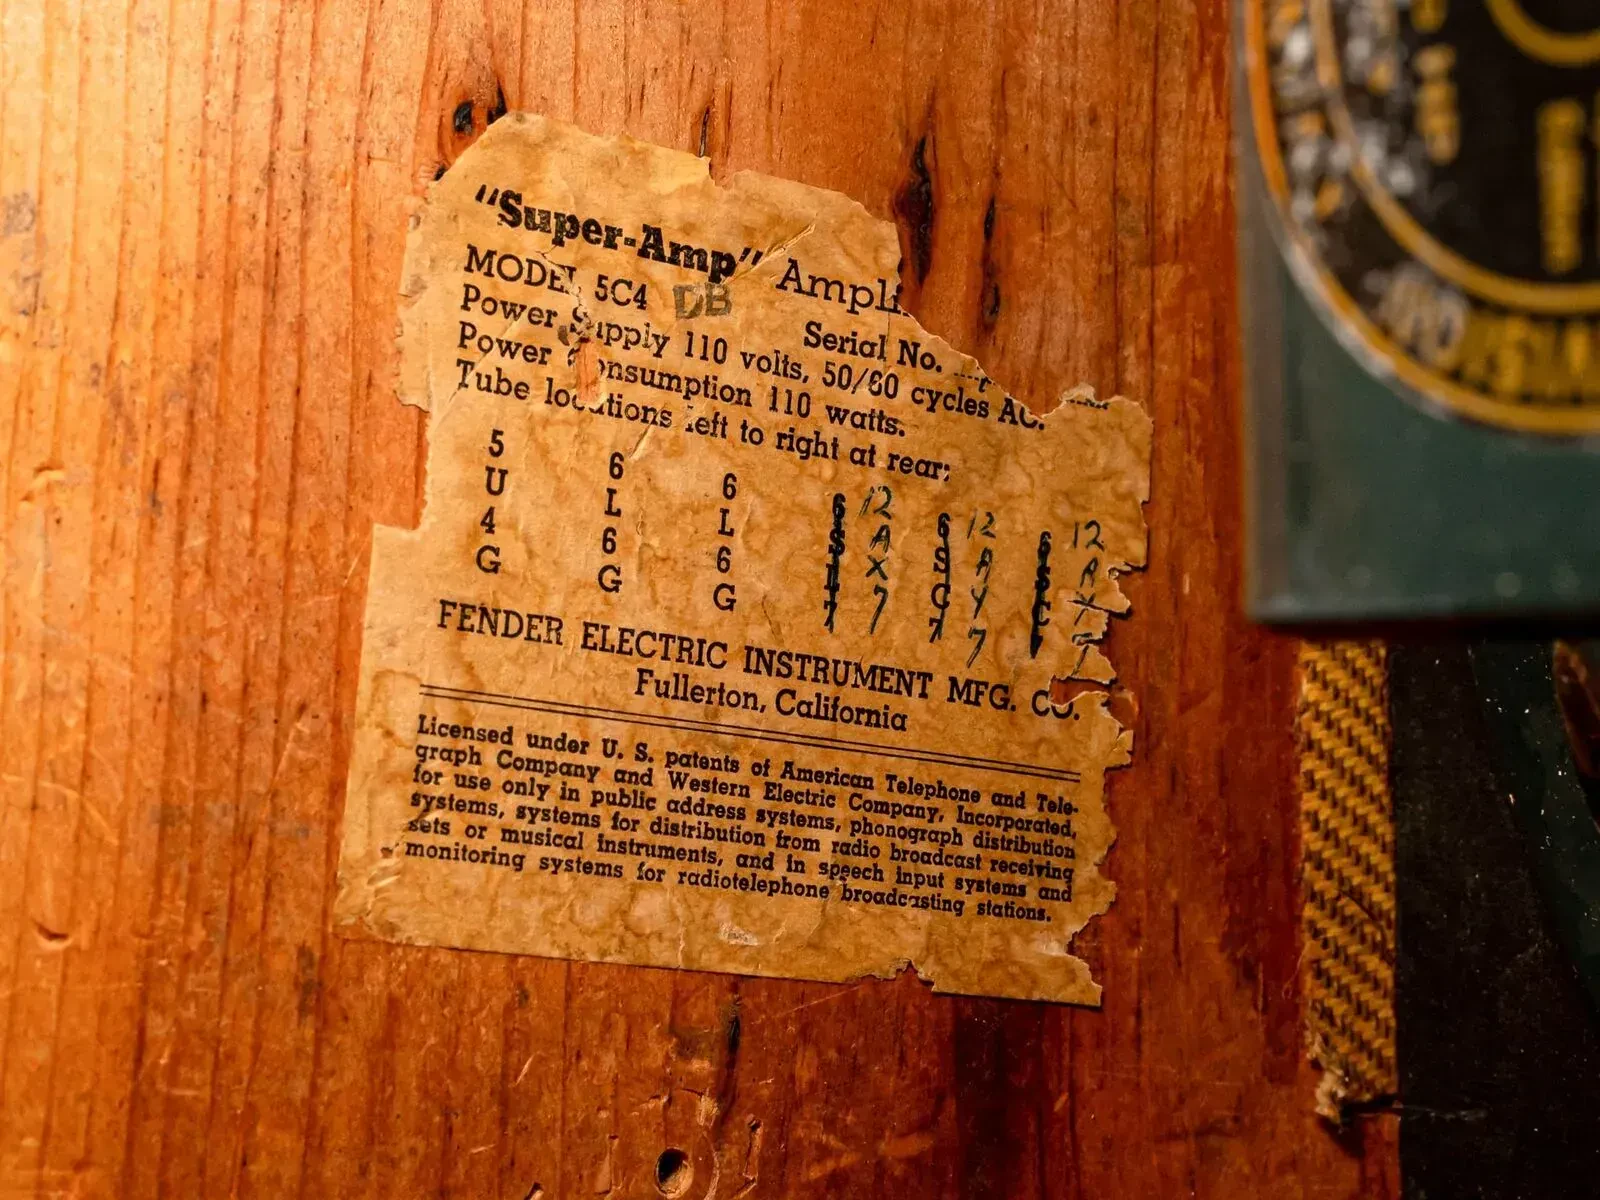 "Super-Amp" Ampli
MODEL 5C4 DB Serial No.
Power Supply 110 volts, 50/60 cycles AC.
Power Consumption 110 watts.
Tube locations left to right at rear:
5 6 6 6 12 6 12 6 12
U L L S A S A S A
4 6 6 J X C Y C Y
G G G 7 7 7 7 7
FENDER ELECTRIC INSTRUMENT MFG. CO.
Fullerton, California
Licensed under U. S. patents of American Telephone and Tele-
graph Company and Western Electric Company, Incorporated,
for use only in public address systems, phonograph distribution
systems, systems for distribution from radio broadcast receiving
sets or musical instruments, and in speech input systems and
monitoring systems for radiotelephone broadcasting stations.